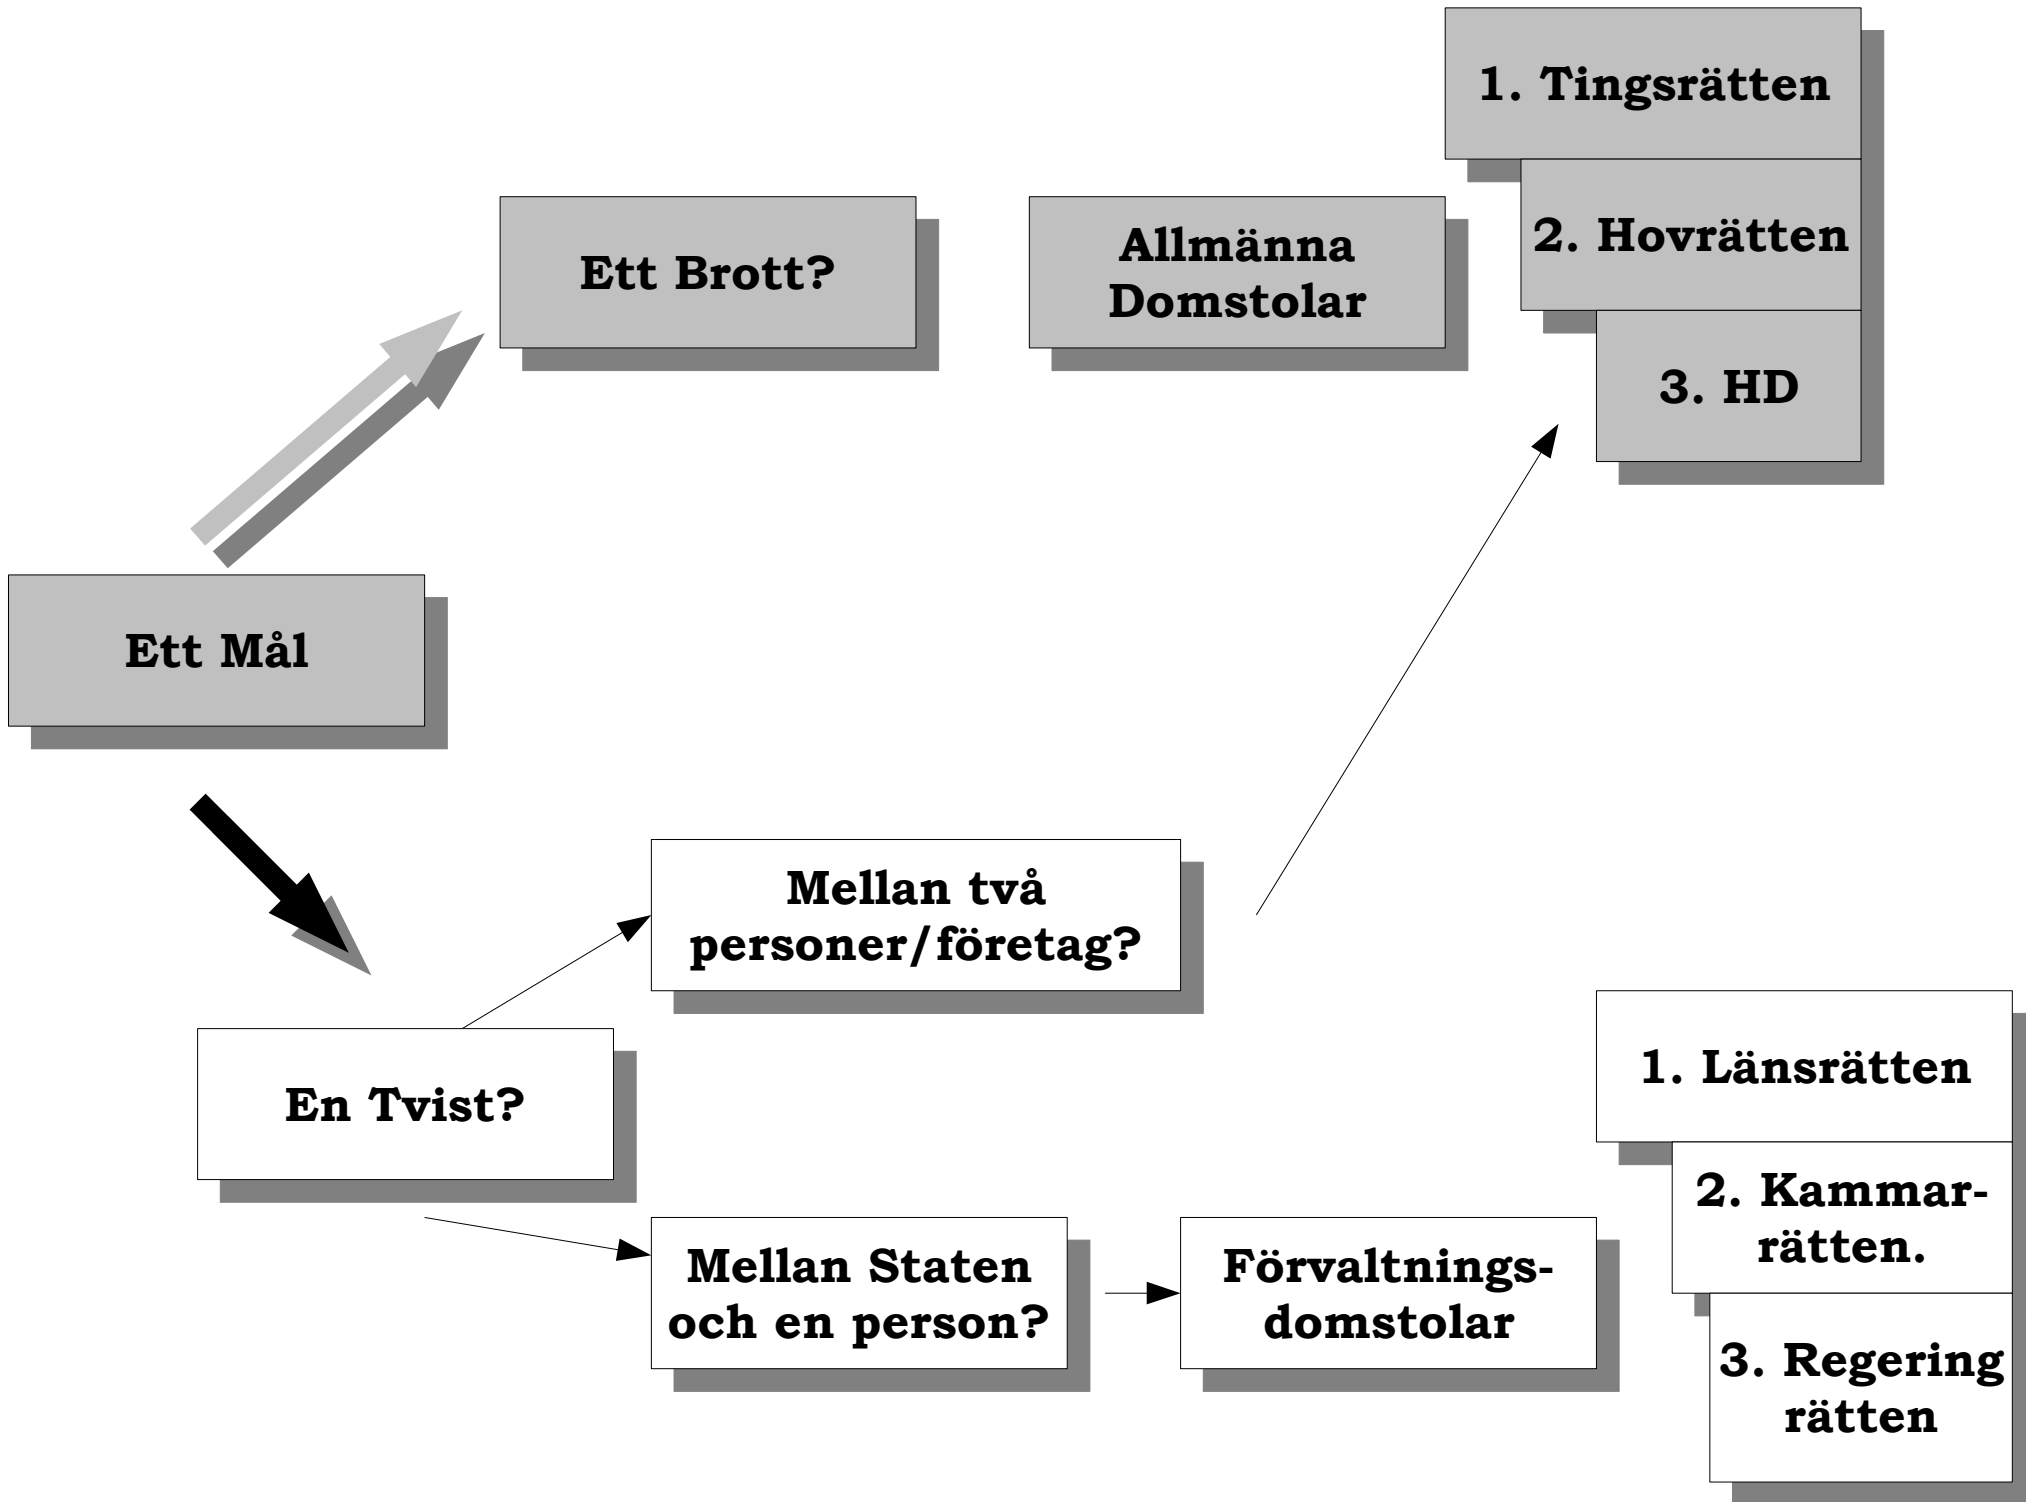 1. Tingsrätten
2. Hovrätten
3. HD
Ett Brott?
Allmänna
Domstolar
Ett Mål
Mellan två
personer/företag?
En Tvist?
1. Länsrätten
2. Kammar-
rätten.
3. Regering
rätten
Mellan Staten
och en person?
Förvaltnings-
domstolar